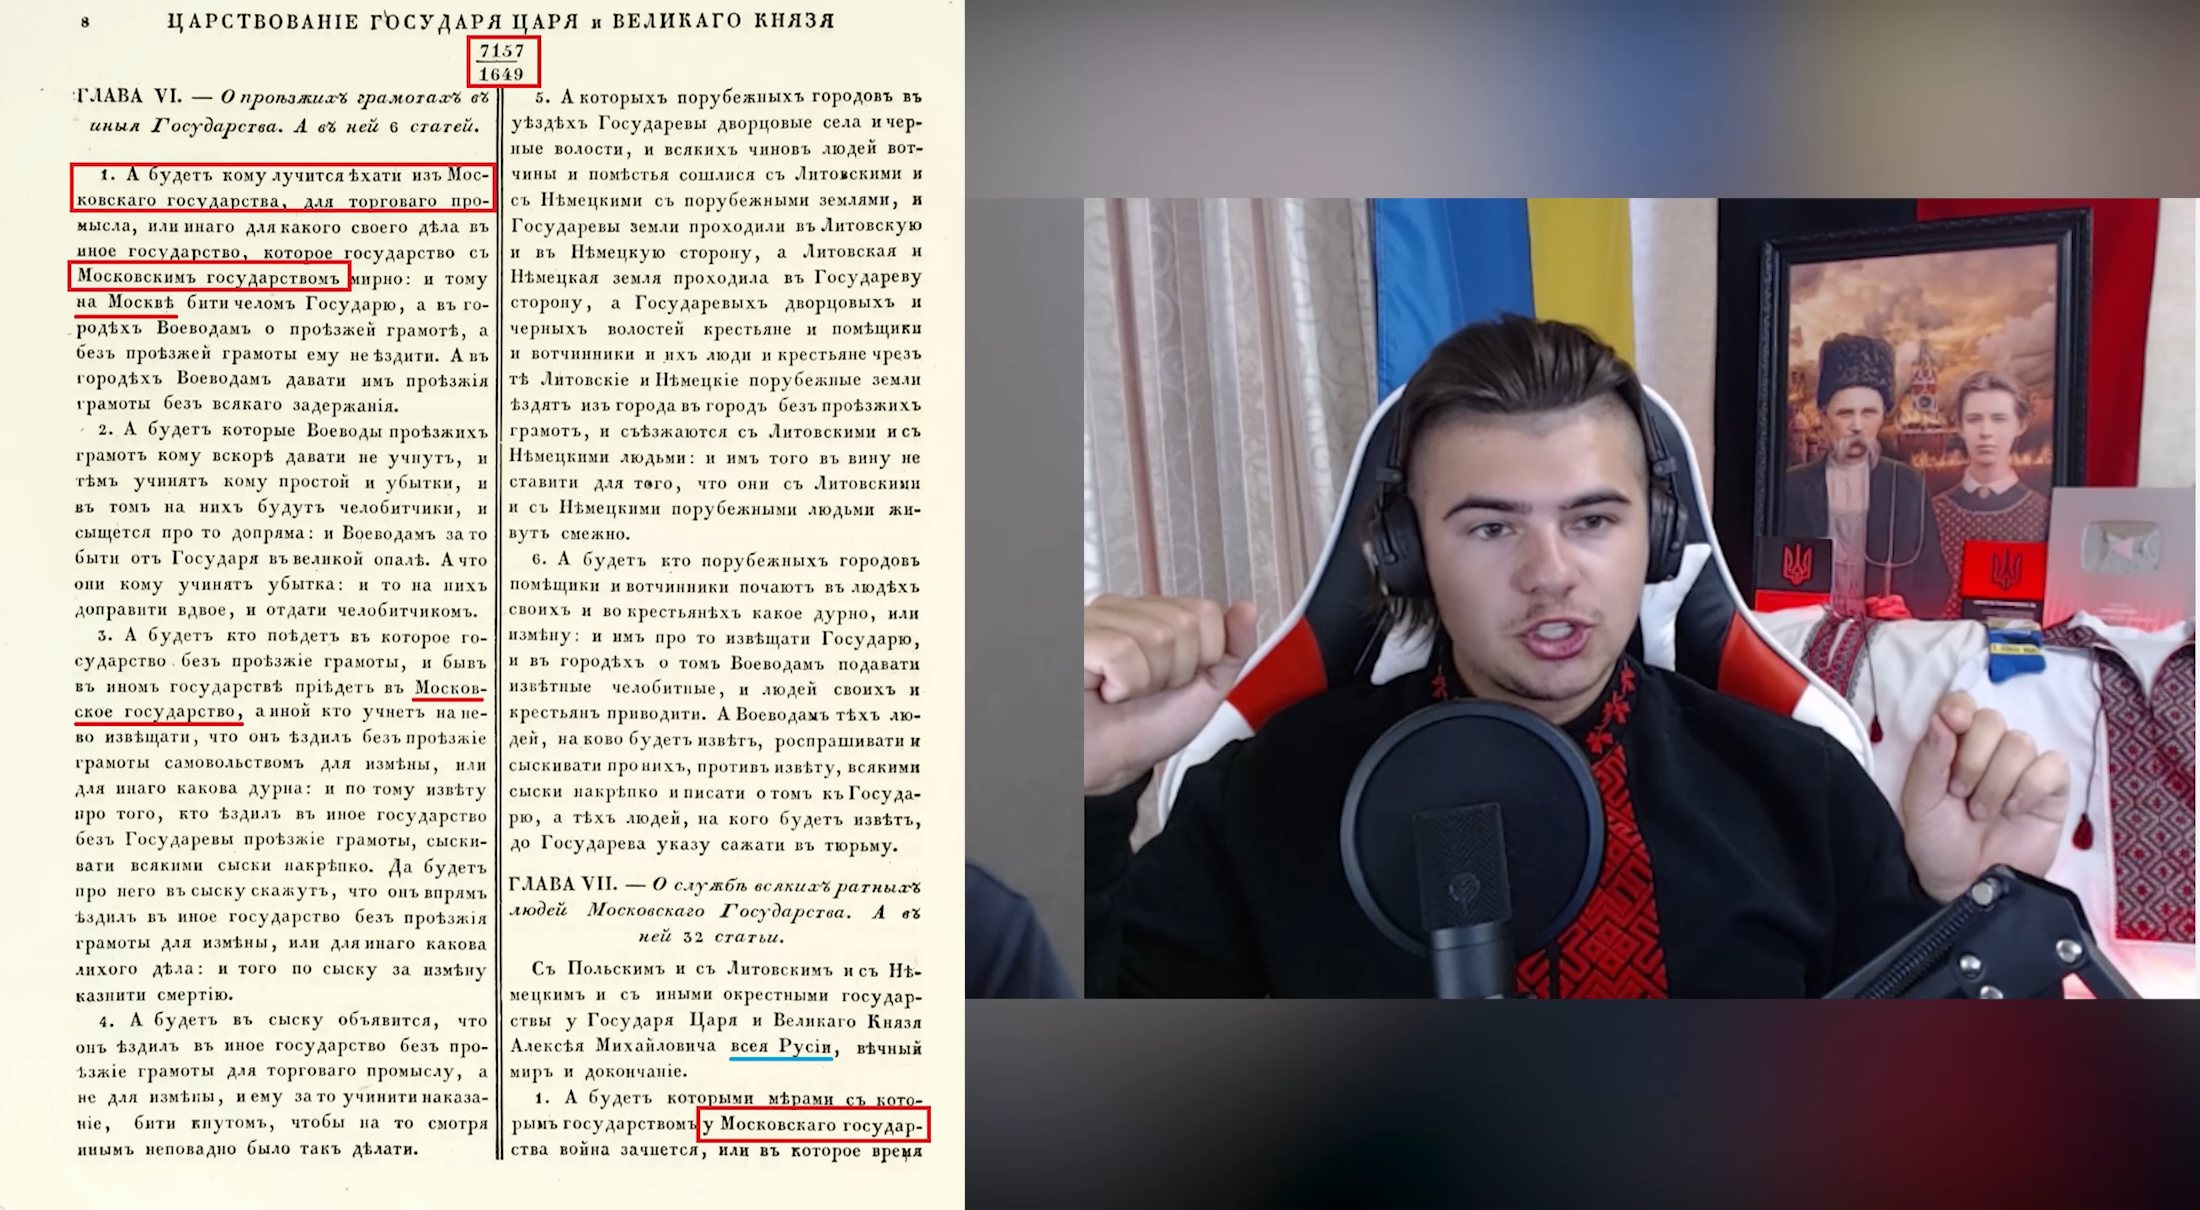 8 ЦАРСТВОВАНІЕ ГОСУДАРЯ ЦАРЯ и ВЕЛИКАГО КНЯЗЯ
7157
1649
ГЛАВА VI. — О проѣзжихъ грамотахъ въ
иныя Государства. А въ ней 6 статей.
1. А будетъ кому лучится ѣхати изъ Мос-
ковскаго государства, для торговаго про-
мысла, или инаго для какого своего дѣла въ
иное государство, которое государство съ
Московскимъ государствомъ мирно: и тому
на Москвѣ бити челомъ Государю, а въ го-
родѣхъ Воеводамъ о проѣзжей грамотѣ, а
безъ проѣзжей грамоты ему не ѣздити. А въ
городѣхъ Воеводамъ давати имъ проѣзжія
грамоты безъ всякаго задержанія.
2. А будетъ которые Воеводы проѣзжихъ
грамотъ кому вскорѣ давати не учнутъ, и
тѣмъ учинятъ кому простой и убытки, и
въ томъ на нихъ будутъ челобитчики, и
сыщется про то допряма: и Воеводамъ за то
быти отъ Государя въ великой опалѣ. А что
они кому учинятъ убытка: и то на нихъ
доправити вдвое, и отдати челобитчикомъ.
3. А будетъ кто поѣдетъ въ которое го-
сударство безъ проѣзжіе грамоты, и бывъ
въ иномъ государствѣ пріѣдетъ въ Москов-
ское государство, а иной кто учнетъ на не-
во извѣщати, что онъ ѣздилъ безъ проѣзжіе
грамоты самовольствомъ для измѣны, или
для инаго какова дурна: и по тому извѣту
про того, кто ѣздилъ въ иное государство
безъ Государевы проѣзжіе грамоты, сыски-
вати всякими сыски накрѣпко. Да будетъ
про него въ сыску скажутъ, что онъ впрямъ
ѣздилъ въ иное государство безъ проѣзжія
грамоты для измѣны, или для инаго какова
лихого дѣла: и того по сыску за измѣну
казнити смертію.
4. А будетъ въ сыску объявится, что
онъ ѣздилъ въ иное государство безъ про-
ѣзжіе грамоты для торговаго промыслу, а
не для измѣны, и ему за то учинити наказа-
ніе, бити кнутомъ, чтобы на то смотря
инымъ неповадно было такъ дѣлати.
5. А которыхъ порубежныхъ городовъ въ
уѣздѣхъ Государевы дворцовые села и чер-
ные волости, и всякихъ чиновъ людей вот-
чины и помѣстья сошлися съ Литовскими и
съ Нѣмецкими съ порубежными землями, и
Государевы земли проходили въ Литовскую
и въ Нѣмецкую сторону, а Литовская и
Нѣмецкая земля проходила въ Государеву
сторону, а Государевыхъ дворцовыхъ и
черныхъ волостей крестьяне и помѣщики
и вотчинники и ихъ люди и крестьяне чрезъ
тѣ Литовскіе и Нѣмецкіе порубежные земли
ѣздятъ изъ города въ городъ безъ проѣзжихъ
грамотъ, и съѣзжаются съ Литовскими и съ
Нѣмецкими людьми: и имъ того въ вину не
ставити для того, что они съ Литовскими
и съ Нѣмецкими порубежными людьми жи-
вутъ смежно.
6. А будетъ кто порубежныхъ городовъ
помѣщики и вотчинники почаютъ въ людѣхъ
своихъ и во крестьянѣхъ какое дурно, или
измѣну: и имъ про то извѣщати Государю,
и въ городѣхъ о томъ Воеводамъ подавати
извѣтные челобитные, и людей своихъ и
крестьянъ приводити. А Воеводамъ тѣхъ лю-
дей, на ково будетъ извѣтъ, роспрашивати и
сыскивати про нихъ, противъ извѣту, всякими
сыски накрѣпко и писати о томъ къ Госуда-
рю, а тѣхъ людей, на кого будетъ извѣтъ,
до Государева указу сажати въ тюрьму.
ГЛАВА VII. — О службѣ всякихъ ратныхъ
людей Московскаго Государства. А въ
ней 32 статьи.
Съ Польскимъ и съ Литовскимъ и съ Нѣ-
мецкимъ и съ иными окрестными государ-
ствы у Государя Царя и Великаго Князя
Алексѣя Михайловича всея Русіи, вѣчный
миръ и докончаніе.
1. А будетъ которыми мѣрами съ кото-
рымъ государствомъ у Московскаго государ-
ства война зачнется, или въ которое время